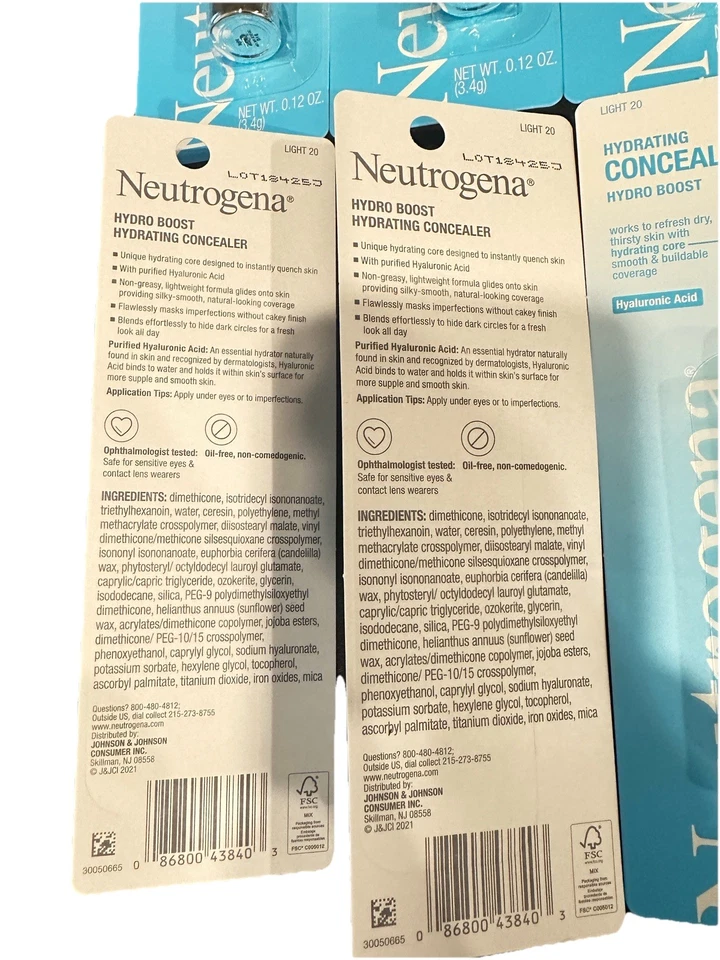 Neut
NET WT. 0.12 OZ.
(3.4g)
Neu
NET WT. 0.12 OZ.
(3.4g)
N
LIGHT 20
LOT18425J
Neutrogena®
HYDRO BOOST
HYDRATING CONCEALER
▪ Unique hydrating core designed to instantly quench skin
▪ With purified Hyaluronic Acid
▪ Non-greasy, lightweight formula glides onto skin
providing silky-smooth, natural-looking coverage
▪ Flawlessly masks imperfections without cakey finish
▪ Blends effortlessly to hide dark circles for a fresh
look all day
Purified Hyaluronic Acid: An essential hydrator naturally
found in skin and recognized by dermatologists, Hyaluronic
Acid binds to water and holds it within skin's surface for
more supple and smooth skin.
Application Tips: Apply under eyes or to imperfections.
Ophthalmologist tested:
Safe for sensitive eyes &
contact lens wearers
Oil-free, non-comedogenic.
INGREDIENTS: dimethicone, isotridecyl isononanoate,
triethylhexanoin, water, ceresin, polyethylene, methyl
methacrylate crosspolymer, diisostearyl malate, vinyl
dimethicone/methicone silsesquioxane crosspolymer,
isononyl isononanoate, euphorbia cerifera (candelilla)
wax, phytosteryl/ octyldodecyl lauroyl glutamate,
caprylic/capric triglyceride, ozokerite, glycerin,
isododecane, silica, PEG-9 polydimethylsiloxyethyl
dimethicone, helianthus annuus (sunflower) seed
wax, acrylates/dimethicone copolymer, jojoba esters,
dimethicone/ PEG-10/15 crosspolymer,
phenoxyethanol, caprylyl glycol, sodium hyaluronate,
potassium sorbate, hexylene glycol, tocopherol,
ascorbyl palmitate, titanium dioxide, iron oxides, mica
Questions? 800-480-4812;
Outside US, dial collect 215-273-8755
www.neutrogena.com
Distributed by:
JOHNSON & JOHNSON
CONSUMER INC.
Skillman, NJ 08558
© J&JCI 2021
FSC
www.fsc.org
MIX
Packaging from
responsible sources
FSC® C005012
30050665
0 86800 43840 3
LIGHT 20
LOT18425J
Neutrogena®
HYDRO BOOST
HYDRATING CONCEALER
▪ Unique hydrating core designed to instantly quench skin
▪ With purified Hyaluronic Acid
▪ Non-greasy, lightweight formula glides onto skin
providing silky-smooth, natural-looking coverage
▪ Flawlessly masks imperfections without cakey finish
▪ Blends effortlessly to hide dark circles for a fresh
look all day
Purified Hyaluronic Acid: An essential hydrator naturally
found in skin and recognized by dermatologists, Hyaluronic
Acid binds to water and holds it within skin's surface for
more supple and smooth skin.
Application Tips: Apply under eyes or to imperfections.
Ophthalmologist tested:
Safe for sensitive eyes &
contact lens wearers
Oil-free, non-comedogenic.
INGREDIENTS: dimethicone, isotridecyl isononanoate,
triethylhexanoin, water, ceresin, polyethylene, methyl
methacrylate crosspolymer, diisostearyl malate, vinyl
dimethicone/methicone silsesquioxane crosspolymer,
isononyl isononanoate, euphorbia cerifera (candelilla)
wax, phytosteryl/ octyldodecyl lauroyl glutamate,
caprylic/capric triglyceride, ozokerite, glycerin,
isododecane, silica, PEG-9 polydimethylsiloxyethyl
dimethicone, helianthus annuus (sunflower) seed
wax, acrylates/dimethicone copolymer, jojoba esters,
dimethicone/ PEG-10/15 crosspolymer,
phenoxyethanol, caprylyl glycol, sodium hyaluronate,
potassium sorbate, hexylene glycol, tocopherol,
ascorbyl palmitate, titanium dioxide, iron oxides, mica
Questions? 800-480-4812;
Outside US, dial collect 215-273-8755
www.neutrogena.com
Distributed by:
JOHNSON & JOHNSON
CONSUMER INC.
Skillman, NJ 08558
© J&JCI 2021
FSC
www.fsc.org
MIX
Packaging from
responsible sources
FSC® C005012
30050665
0 86800 43840 3
LIGHT 20
HYDRATING
CONCEAL
HYDRO BOOST
works to refresh dry,
thirsty skin with
hydrating core
smooth & buildable
coverage
Hyaluronic Acid
N trogena®